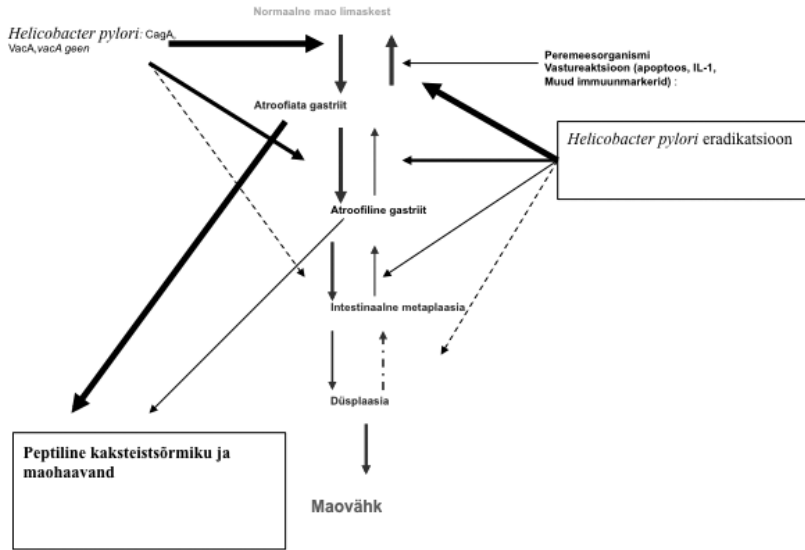 Normaalne mao limaskest
Helicobacter pylori: CagA,
VacA,vacA geen
Peremeesorganismi
Vastureaktsioon (apoptoos, IL-1,
Muud immuunmarkerid) :
Atroofiata gastriit
Helicobacter pylori eradikatsioon
Atroofiline gastriit
Intestinaalne metaplaasia
Düsplaasia
Peptiline kaksteistsõrmiku ja
maohaavand
Maovähk